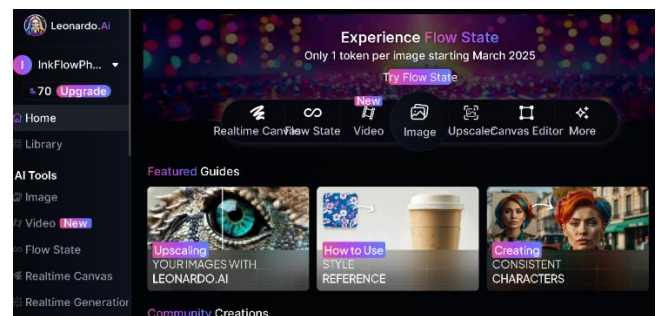 Leonardo.Ai
InkFlowPh...
70 Upgrade
Home
Library
AI Tools
Image
Video New
Flow State
Realtime Canvas
Realtime Generation
Experience Flow State
Only 1 token per image starting March 2025
Try Flow State
New
Realtime Canvas Flow State Video Image Upscaler Canvas Editor More
Featured Guides
Upscaling
YOUR IMAGES WITH
LEONARDO.AI
How to Use
STYLE
REFERENCE
Creating
CONSISTENT
CHARACTERS
Community Creations